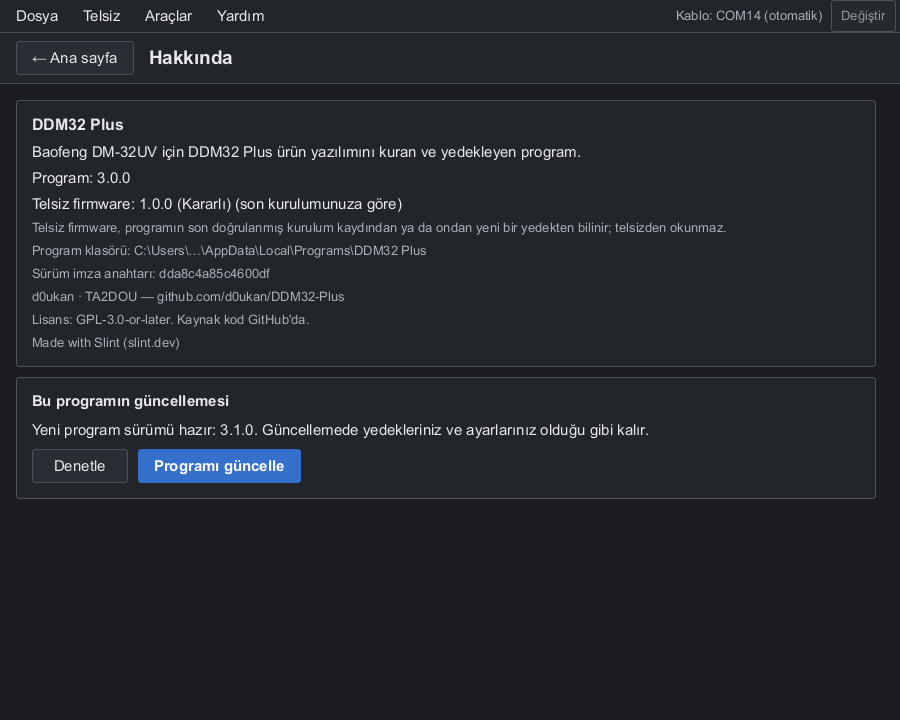 Dosya Telsiz Araçlar Yardım Kablo: COM14 (otomatik) Değiştir
← Ana sayfa Hakkında
DDM32 Plus
Baofeng DM-32UV için DDM32 Plus ürün yazılımını kuran ve yedekleyen program.
Program: 3.0.0
Telsiz firmware: 1.0.0 (Kararlı) (son kurulumunuza göre)
Telsiz firmware, programın son doğrulanmış kurulum kaydından ya da ondan yeni bir yedekten bilinir; telsizden okunmaz.
Program klasörü: C:\Users\...\AppData\Local\Programs\DDM32 Plus
Sürüm imza anahtarı: dda8c4a85c4600df
d0ukan · TA2DOU — github.com/d0ukan/DDM32-Plus
Lisans: GPL-3.0-or-later. Kaynak kod GitHub'da.
Made with Slint (slint.dev)
Bu programın güncellemesi
Yeni program sürümü hazır: 3.1.0. Güncellemede yedekleriniz ve ayarlarınız olduğu gibi kalır.
Denetle Programı güncelle